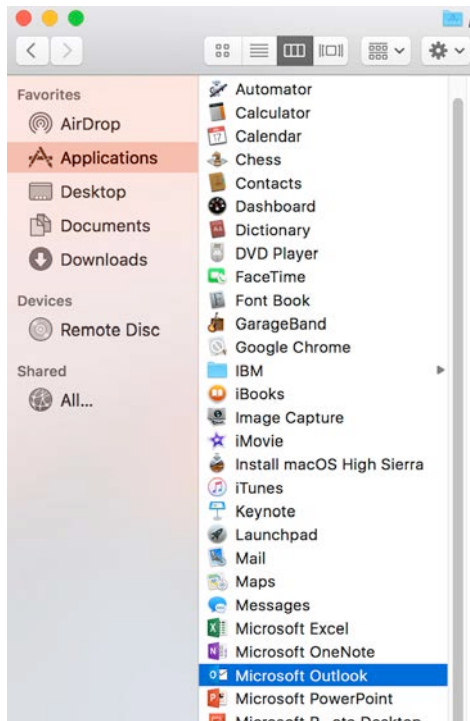 Favorites
AirDrop
Applications
Desktop
Documents
Downloads
Devices
Remote Disc
Shared
All...
Automator
Calculator
Calendar
Chess
Contacts
Dashboard
Dictionary
DVD Player
FaceTime
Font Book
GarageBand
Google Chrome
IBM
iBooks
Image Capture
iMovie
Install macOS High Sierra
iTunes
Keynote
Launchpad
Mail
Maps
Messages
Microsoft Excel
Microsoft OneNote
Microsoft Outlook
Microsoft PowerPoint